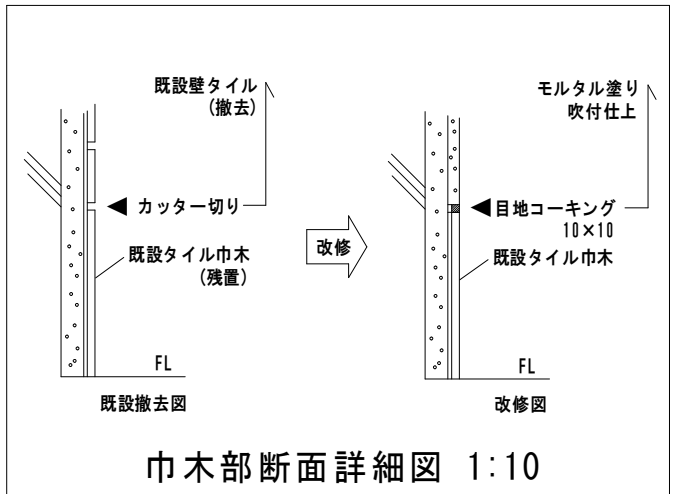 既設壁タイル
(撤去)
カッター切り
既設タイル巾木
(残置)
FL
既設撤去図
改修
モルタル塗り
吹付仕上
目地コーキング
10×10
既設タイル巾木
FL
改修図
巾木部断面詳細図 1:10